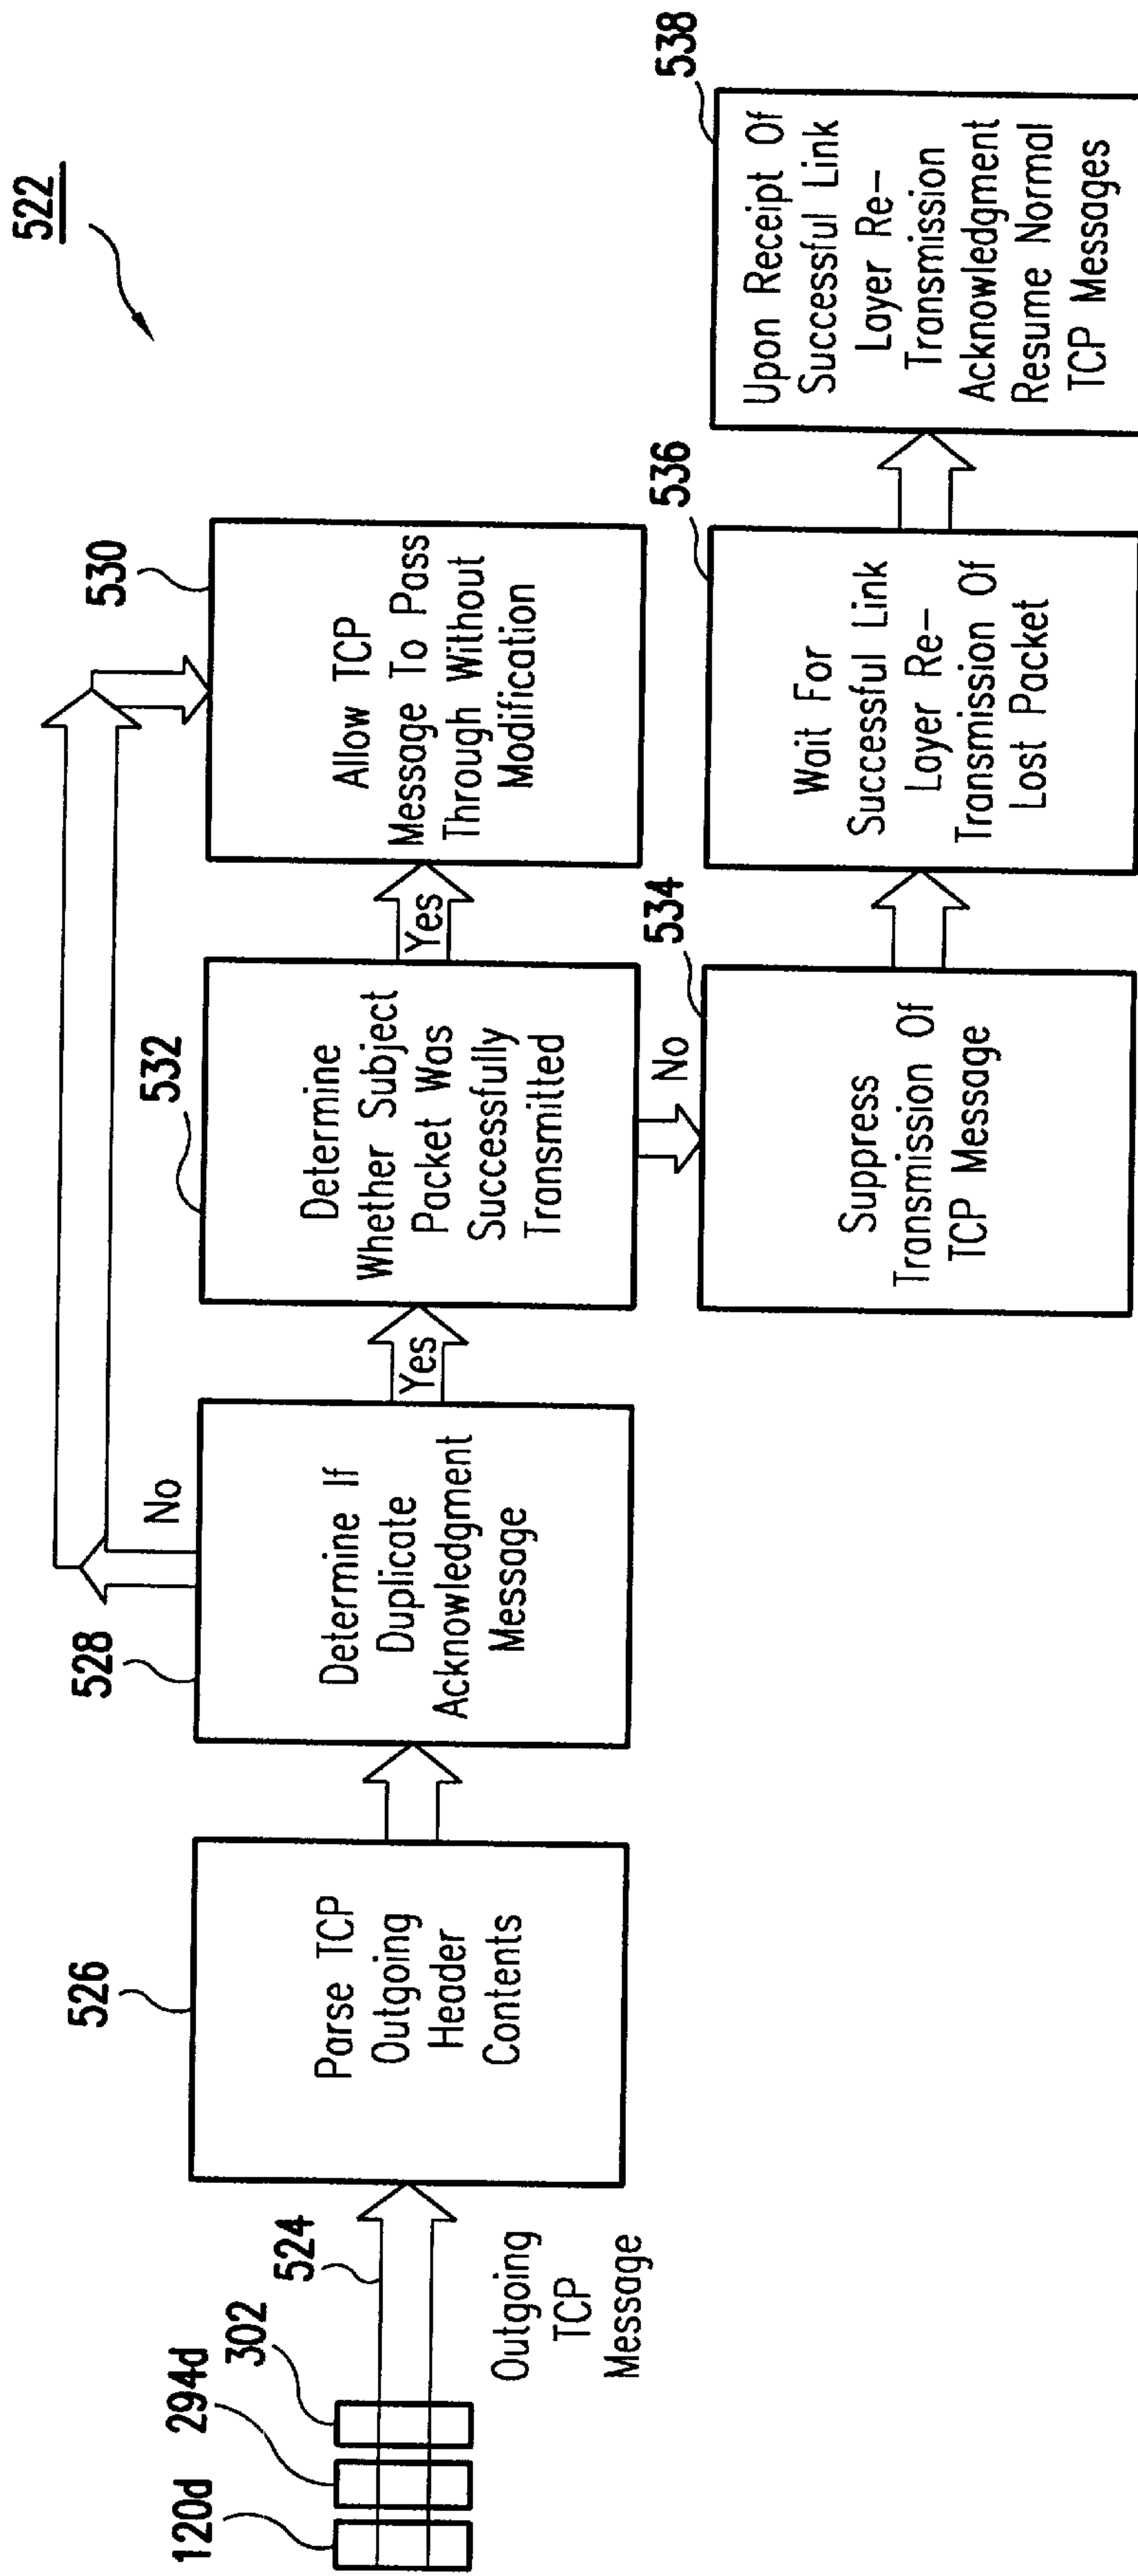 522
120d
294d
302
524
Outgoing
TCP
Message
526
Parse TCP
Outgoing
Header
Contents
528
Determine If
Duplicate
Acknowledgment
Message
No
Yes
532
Determine
Whether Subject
Packet Was
Successfully
Transmitted
Yes
530
Allow TCP
Message To Pass
Through Without
Modification
No
534
Suppress
Transmission Of
TCP Message
536
Wait For
Successful Link
Layer Re-
Transmission Of
Lost Packet
538
Upon Receipt Of
Successful Link
Layer Re-
Transmission
Acknowledgment
Resume Normal
TCP Messages